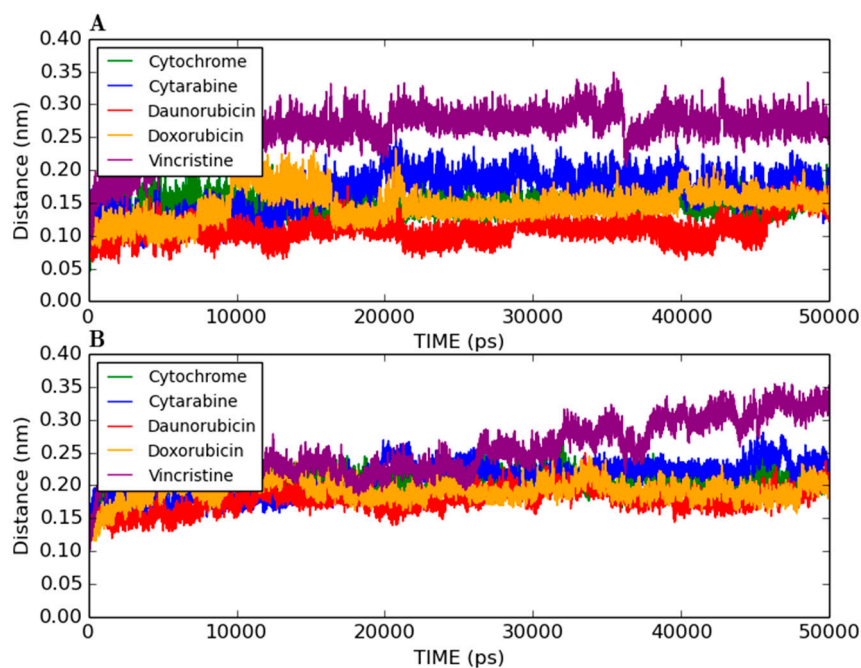 A
0.40
0.35
0.30
0.25
0.20
0.15
0.10
0.05
0.00
Distance (nm)
Cytochrome
Cytarabine
Daunorubicin
Doxorubicin
Vincristine
0 10000 20000 30000 40000 50000
TIME (ps)
B
0.40
0.35
0.30
0.25
0.20
0.15
0.10
0.05
0.00
Distance (nm)
Cytochrome
Cytarabine
Daunorubicin
Doxorubicin
Vincristine
0 10000 20000 30000 40000 50000
TIME (ps)